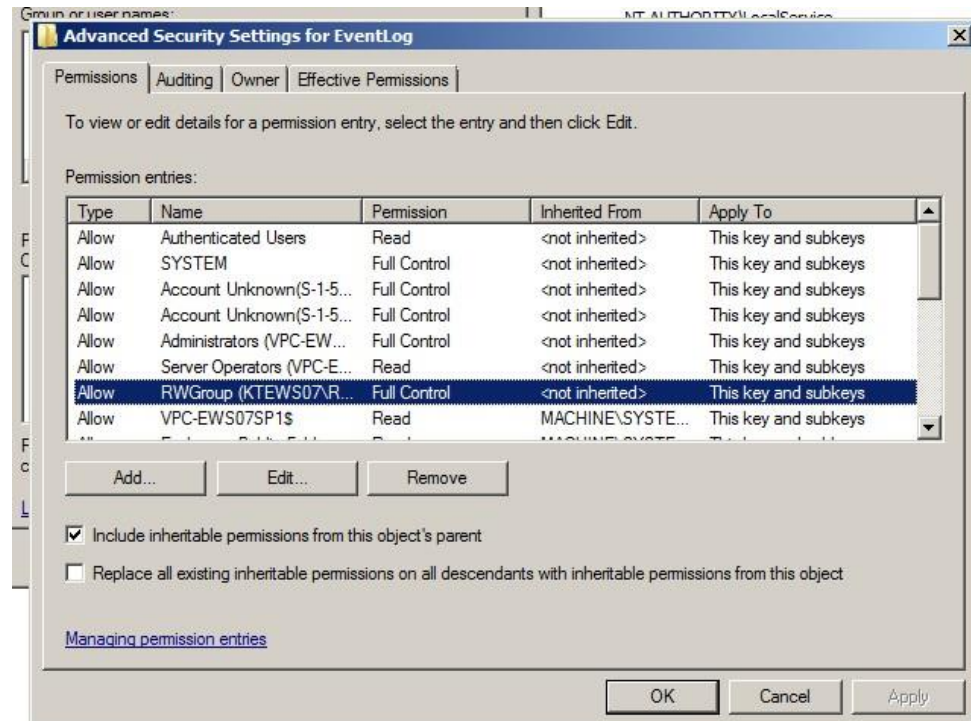 Group or user names:
NT AUTHORITY\LocalService
Advanced Security Settings for EventLog
Permissions Auditing Owner Effective Permissions
To view or edit details for a permission entry, select the entry and then click Edit.
Permission entries:
Type Name Permission Inherited From Apply To
Allow Authenticated Users Read <not inherited> This key and subkeys
Allow SYSTEM Full Control <not inherited> This key and subkeys
Allow Account Unknown(S-1-5... Full Control <not inherited> This key and subkeys
Allow Account Unknown(S-1-5... Full Control <not inherited> This key and subkeys
Allow Administrators (VPC-EW... Full Control <not inherited> This key and subkeys
Allow Server Operators (VPC-E... Read <not inherited> This key and subkeys
Allow RWGroup (KTEWS07\R... Full Control <not inherited> This key and subkeys
Allow VPC-EWS07SP1$ Read MACHINE\SYSTE... This key and subkeys
Add... Edit... Remove
Include inheritable permissions from this object's parent
Replace all existing inheritable permissions on all descendants with inheritable permissions from this object
Managing permission entries
OK Cancel Apply